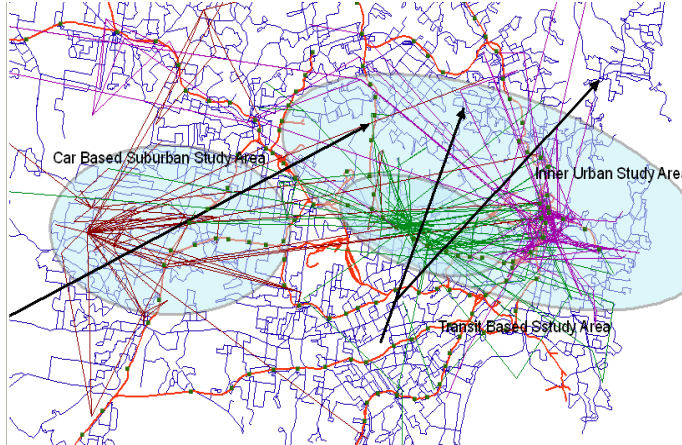 Car Based Suburban Study Area
Inner Urban Study Area
Transit Based Sstudy Area